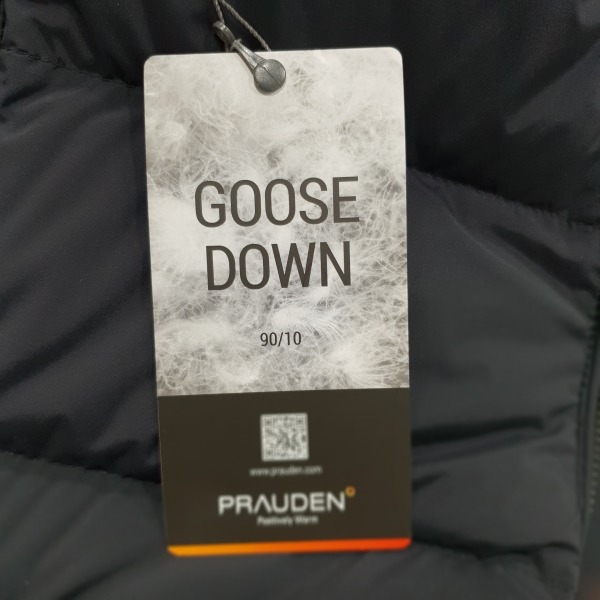 GOOSE
DOWN
90/10
www.prauden.com
PRAUDEN
Positively Warm